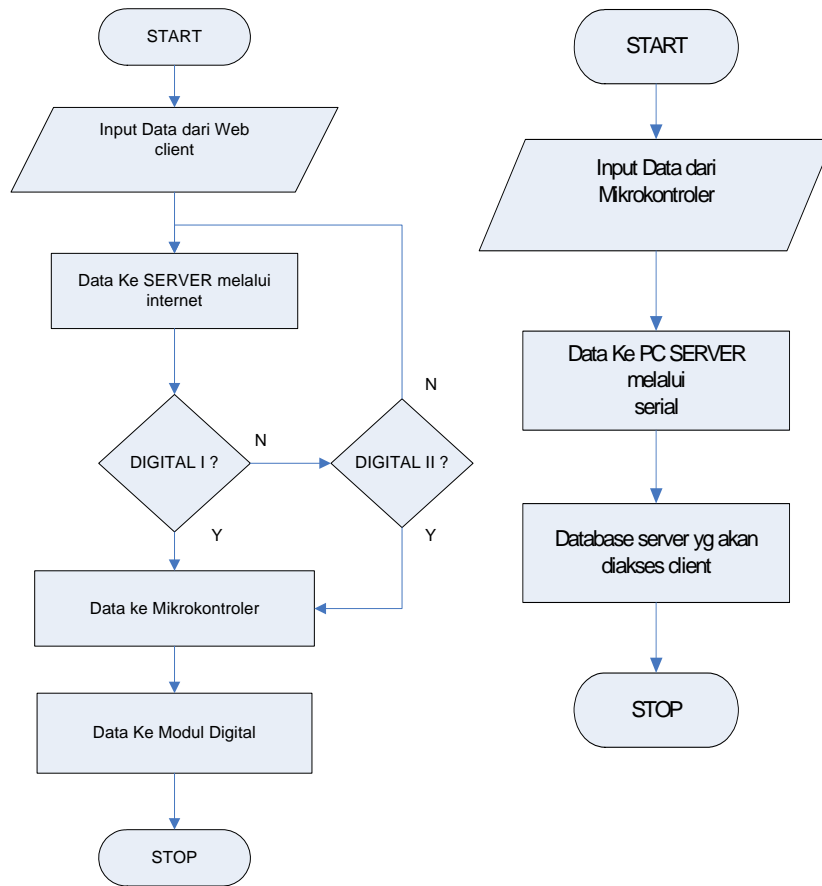 START
Input Data dari Web
client
Data Ke SERVER melalui
internet
DIGITAL I ?
N
DIGITAL II ?
N
Y
Y
Data ke Mikrokontroler
Data Ke Modul Digital
STOP
START
Input Data dari
Mikrokontroler
Data Ke PC SERVER
melalui
serial
Database server yg akan
diakses client
STOP